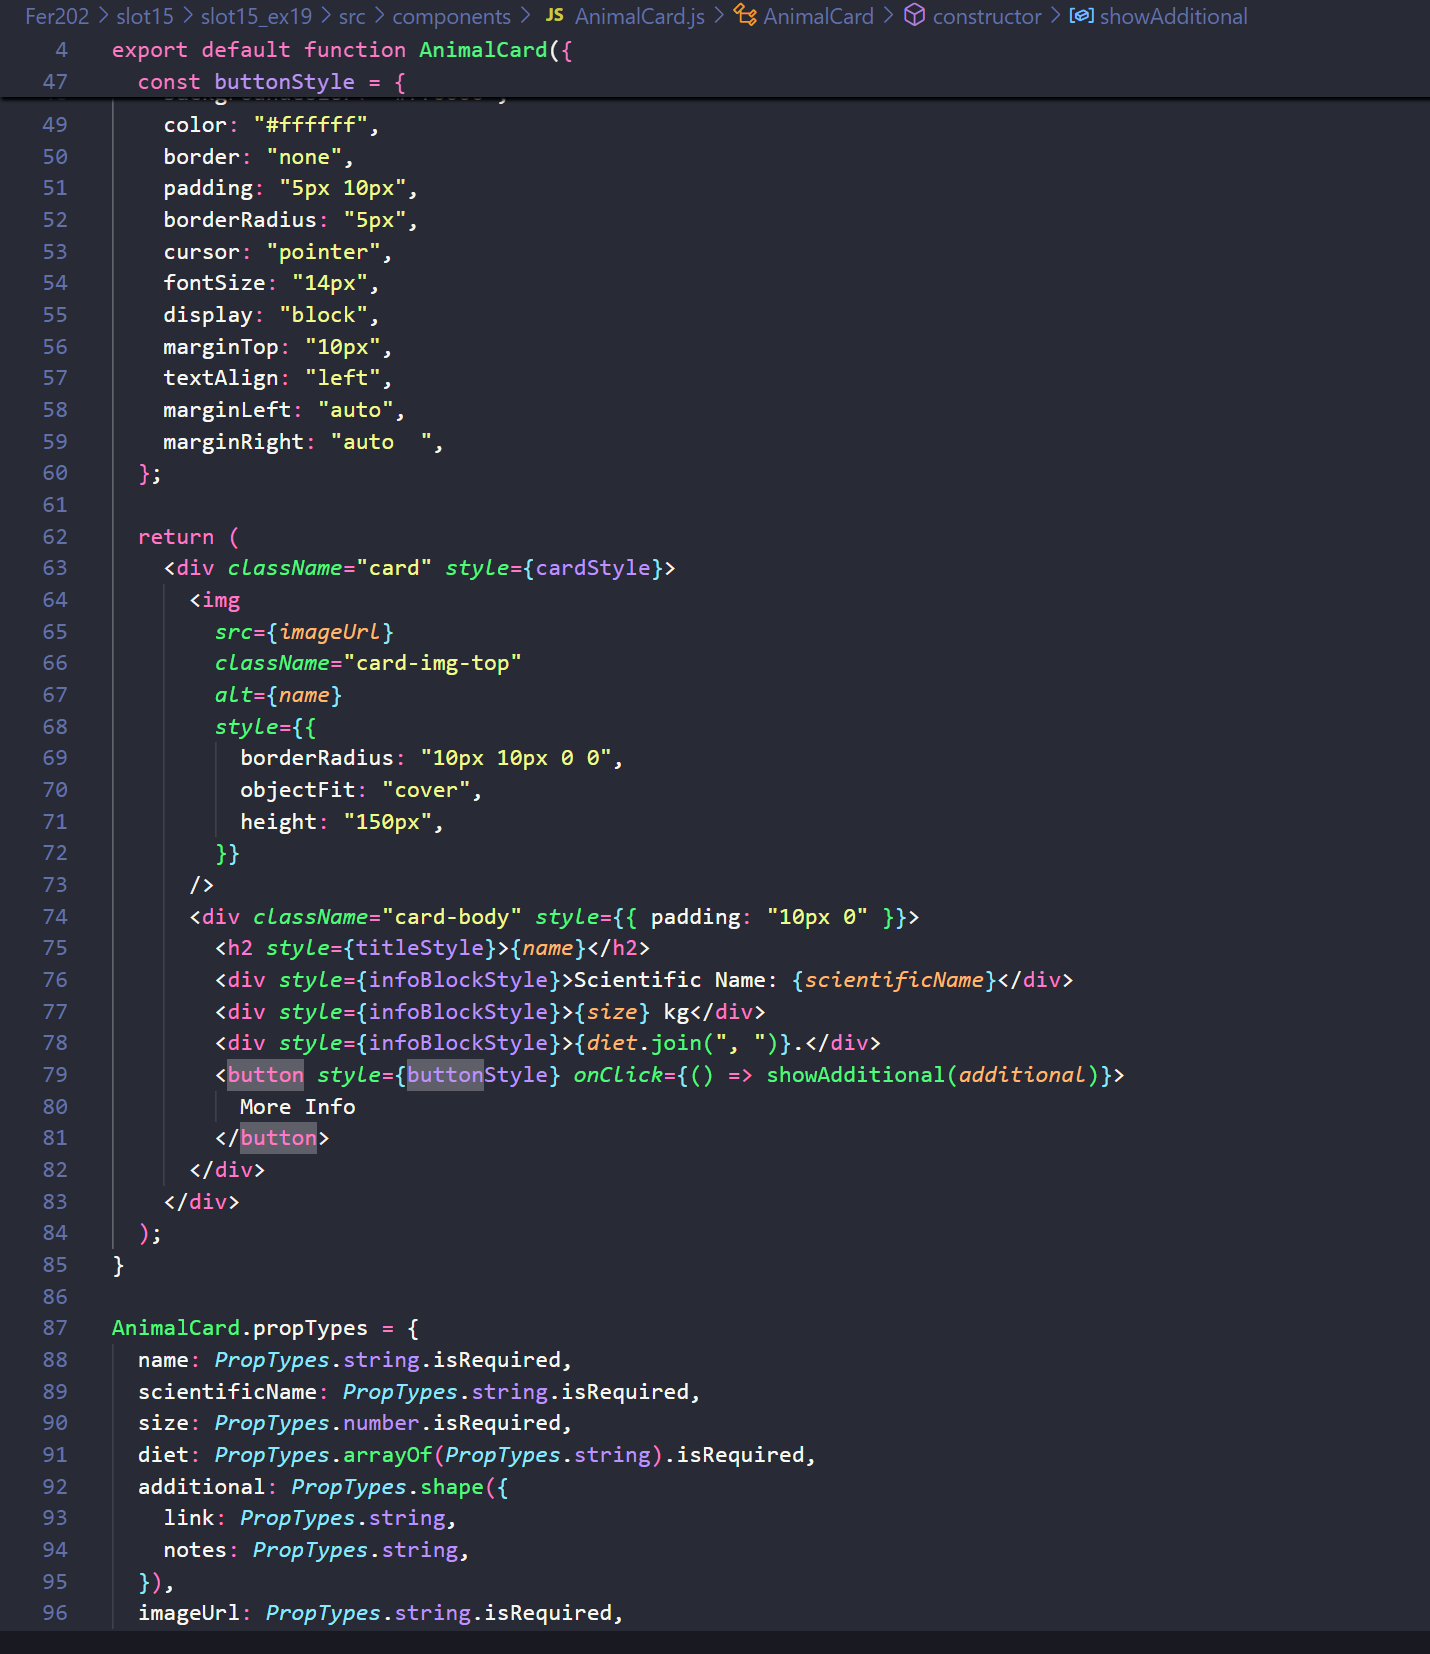 Fer202 > slot15 > slot15_ex19 > src > components > JS AnimalCard.js > AnimalCard > constructor > showAdditional
4 export default function AnimalCard({
47 const buttonStyle = {
49 color: "#ffffff",
50 border: "none",
51 padding: "5px 10px",
52 borderRadius: "5px",
53 cursor: "pointer",
54 fontSize: "14px",
55 display: "block",
56 marginTop: "10px",
57 textAlign: "left",
58 marginLeft: "auto",
59 marginRight: "auto  ",
60 };
61
62 return (
63 <div className="card" style={cardStyle}>
64 <img
65 src={imageUrl}
66 className="card-img-top"
67 alt={name}
68 style={{
69 borderRadius: "10px 10px 0 0",
70 objectFit: "cover",
71 height: "150px",
72 }}
73 />
74 <div className="card-body" style={{ padding: "10px 0" }}>
75 <h2 style={titleStyle}>{name}</h2>
76 <div style={infoBlockStyle}>Scientific Name: {scientificName}</div>
77 <div style={infoBlockStyle}>{size} kg</div>
78 <div style={infoBlockStyle}>{diet.join(", ")}.</div>
79 <button style={buttonStyle} onClick={() => showAdditional(additional)}>
80 More Info
81 </button>
82 </div>
83 </div>
84 );
85 }
86
87 AnimalCard.propTypes = {
88 name: PropTypes.string.isRequired,
89 scientificName: PropTypes.string.isRequired,
90 size: PropTypes.number.isRequired,
91 diet: PropTypes.arrayOf(PropTypes.string).isRequired,
92 additional: PropTypes.shape({
93 link: PropTypes.string,
94 notes: PropTypes.string,
95 }),
96 imageUrl: PropTypes.string.isRequired,